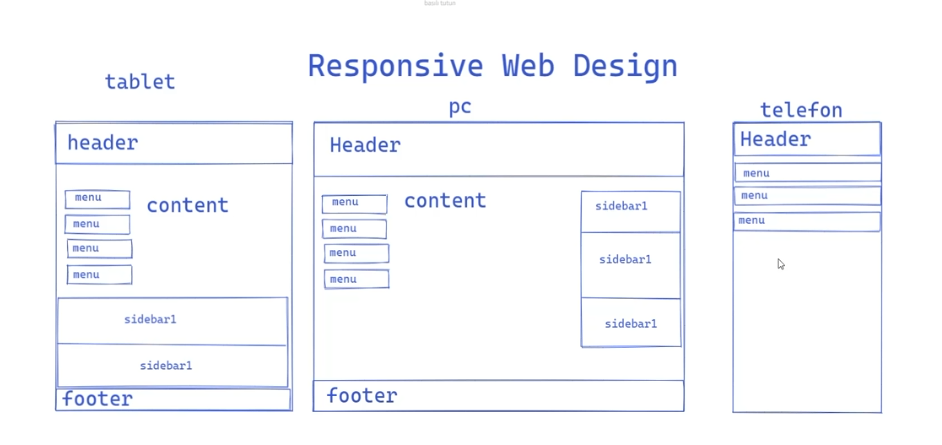 basılı tutun
Responsive Web Design
tablet
header
menu
content
menu
menu
menu
sidebar1
sidebar1
footer
pc
Header
menu
content
menu
menu
menu
sidebar1
sidebar1
sidebar1
footer
telefon
Header
menu
menu
menu